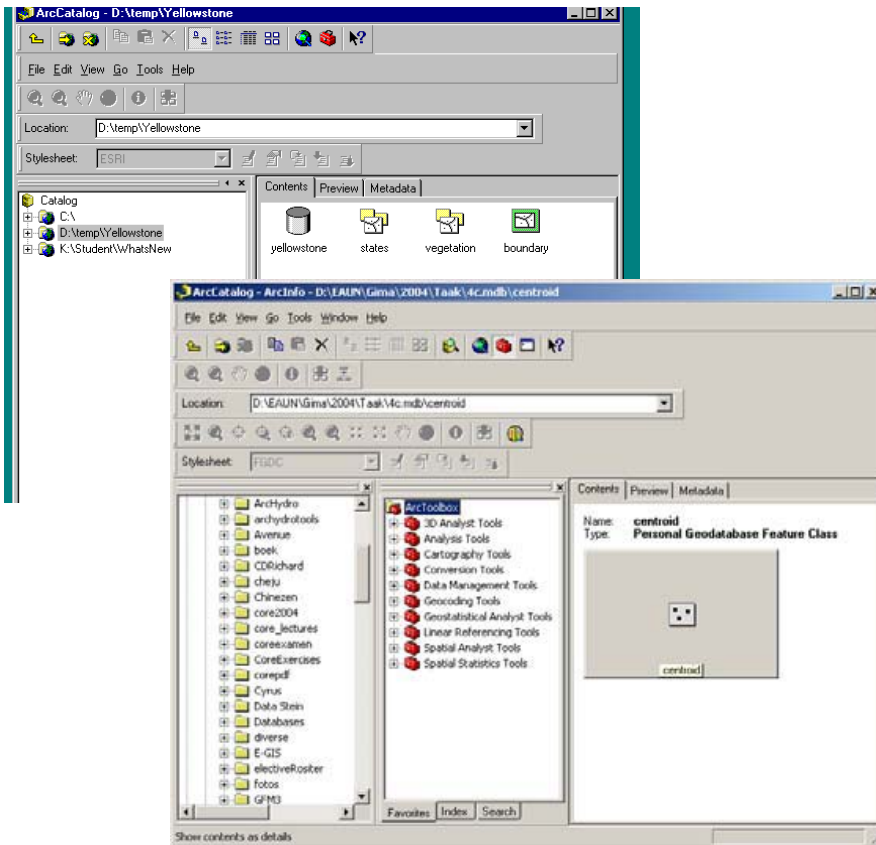 ArcCatalog - D:\temp\Yellowstone
File Edit View Go Tools Help
Location: D:\temp\Yellowstone
Stylesheet: ESRI
Catalog
C:\
D:\temp\Yellowstone
K:\Student\WhatsNew
Contents Preview Metadata
yellowstone states vegetation boundary
ArcCatalog - ArcInfo - D:\EAUN\Gima\2004\Taak\4c.mdb\centroid
File Edit View Go Tools Window Help
Location: D:\EAUN\Gima\2004\Taak\4c.mdb\centroid
Stylesheet: FGDC
ArcHydro
archydrotools
Avenue
boek
CDRichard
cheju
Chinezen
core2004
core_lectures
coreexamen
CoreExercises
corepdf
Cyrus
Data Stein
Databases
diverse
E-GIS
electiveRositer
fotos
GFM3
ArcToolbox
3D Analyst Tools
Analysis Tools
Cartography Tools
Conversion Tools
Data Management Tools
Geocoding Tools
Geostatistical Analyst Tools
Linear Referencing Tools
Spatial Analyst Tools
Spatial Statistics Tools
Favorites Index Search
Contents Preview Metadata
Name: centroid
Type: Personal Geodatabase Feature Class
centroid
Show contents as details